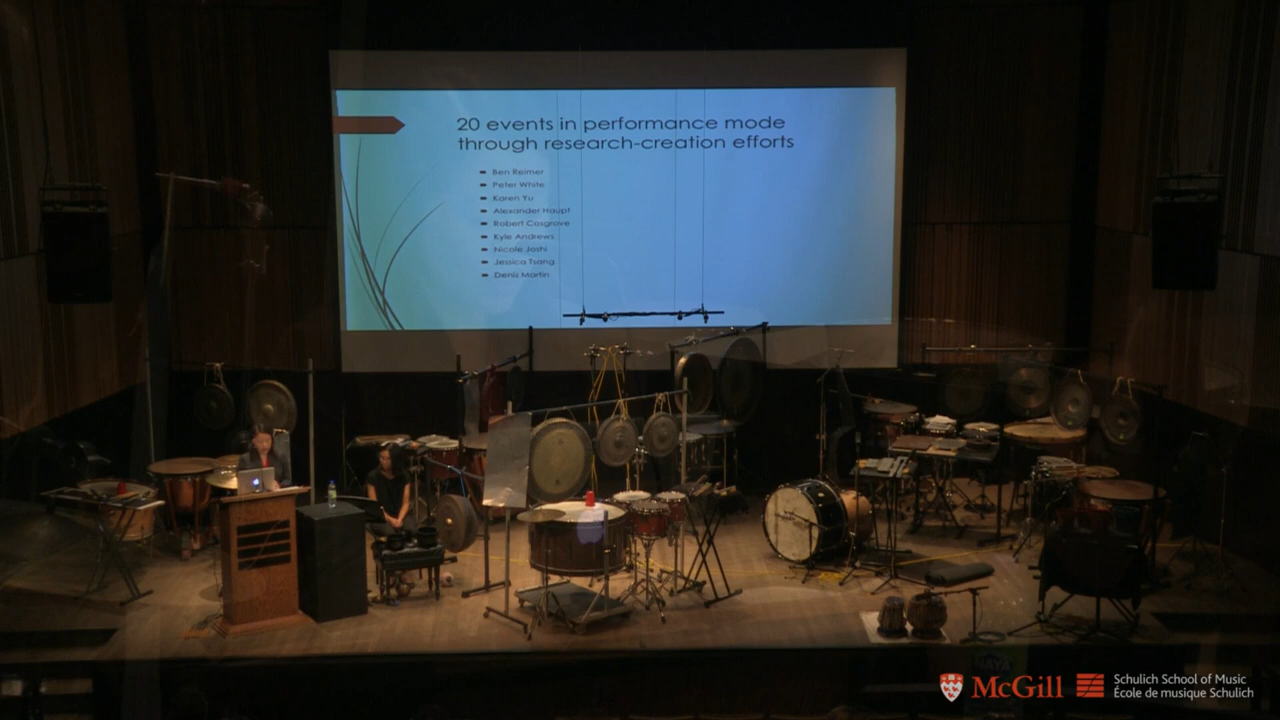 20 events in performance mode
through research-creation efforts
Ben Reimer
Peter White
Karen Yu
Alexander Haupt
Robert Cosgrove
Kyle Andrews
Nicole Joshi
Jessica Tsang
Denis Martin
NAYA
McGill
Schulich School of Music
École de musique Schulich